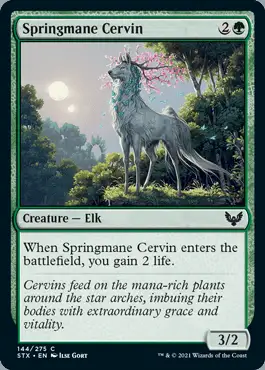 Springmane Cervin 2
Creature — Elk
When Springmane Cervin enters the
battlefield, you gain 2 life.
Cervins feed on the mana-rich plants
around the star arches, imbuing their
bodies with extraordinary grace and
vitality.
3/2
144/275 C
STX • EN Ilse Gort
™ & © 2021 Wizards of the Coast